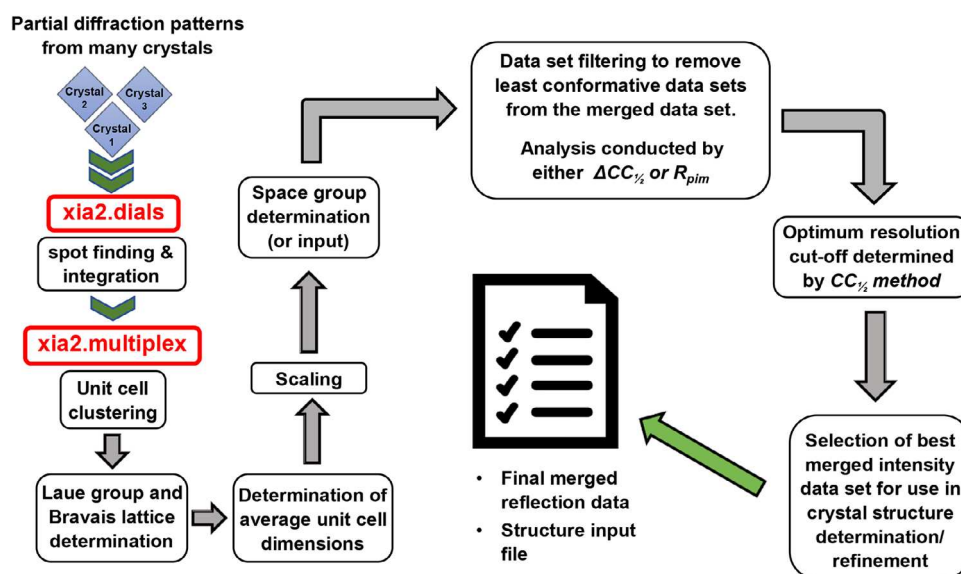 Partial diffraction patterns
from many crystals
Crystal
2
Crystal
3
Crystal
1
xia2.dials
spot finding &
integration
xia2.multiplex
Unit cell
clustering
Laue group and
Bravais lattice
determination
Determination of
average unit cell
dimensions
Scaling
Space group
determination
(or input)
Data set filtering to remove
least conformative data sets
from the merged data set.
Analysis conducted by
either ΔCC½ or Rpim
Optimum resolution
cut-off determined
by CC½ method
Selection of best
merged intensity
data set for use in
crystal structure
determination/
refinement
• Final merged
reflection data
• Structure input
file